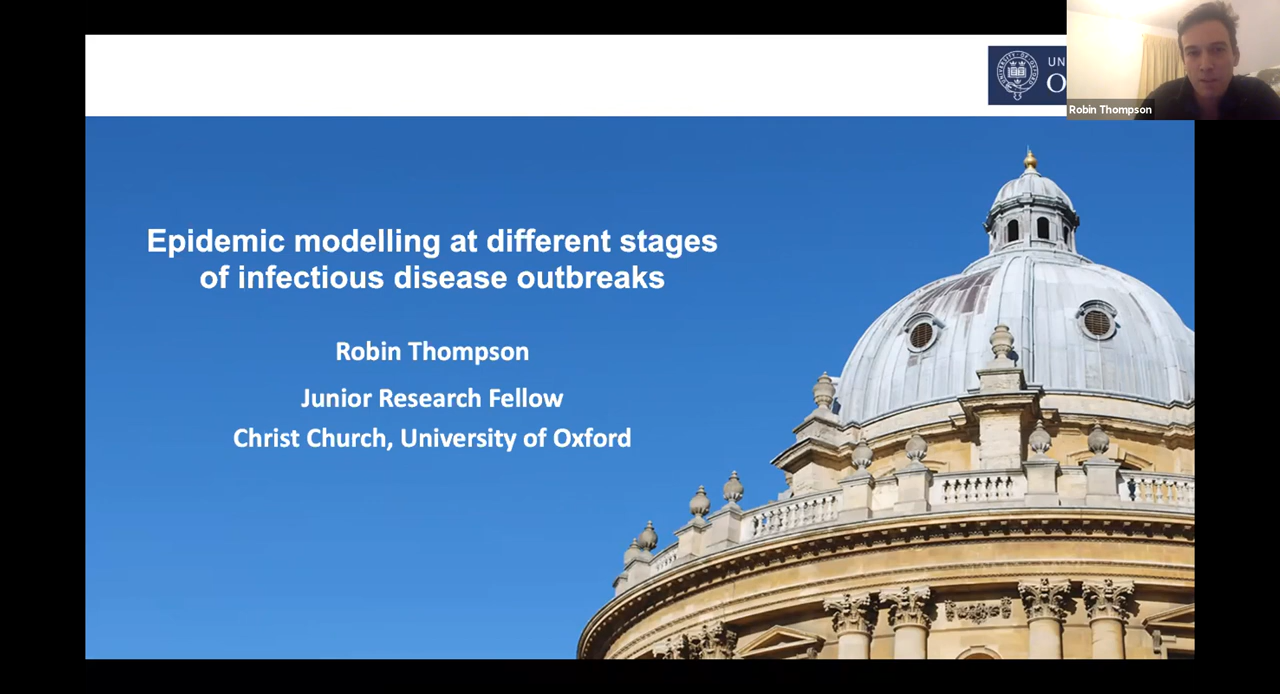 UN
O
Robin Thompson
Epidemic modelling at different stages
of infectious disease outbreaks
Robin Thompson
Junior Research Fellow
Christ Church, University of Oxford